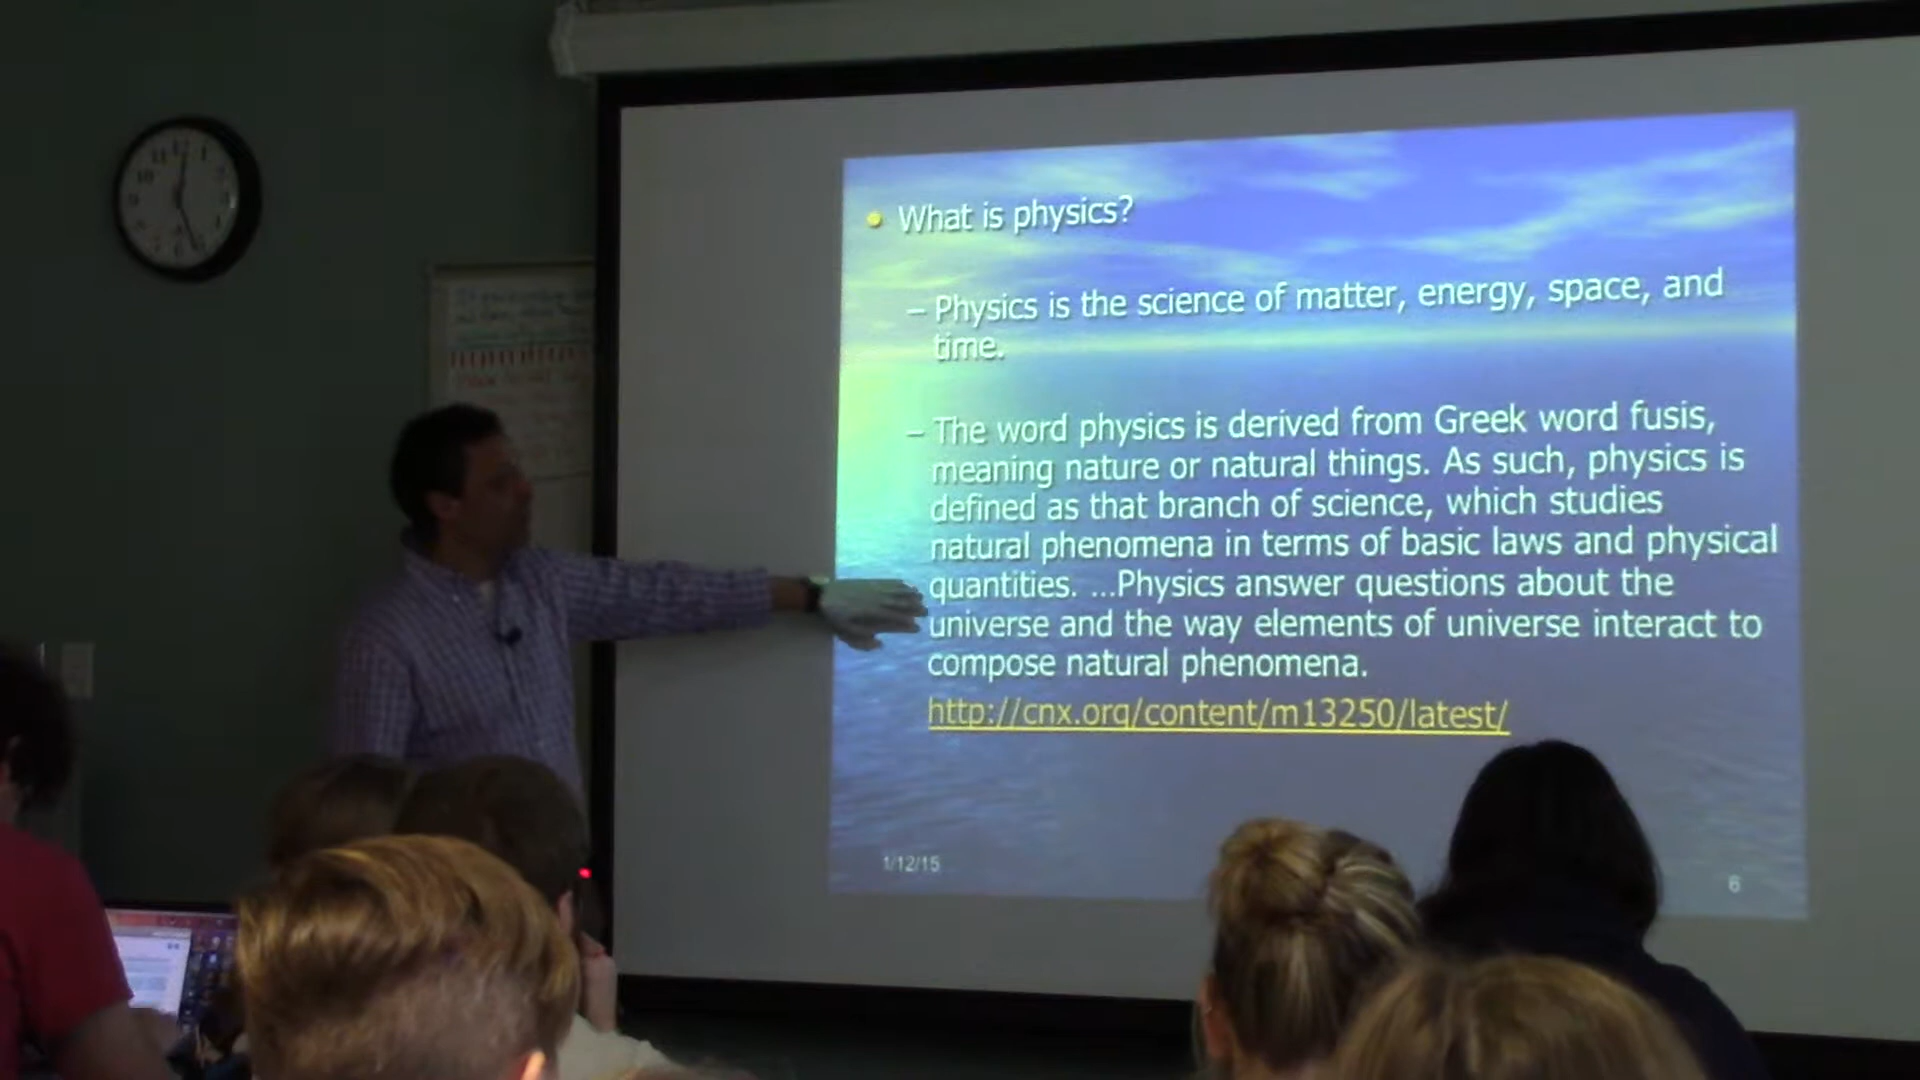 What is physics?
– Physics is the science of matter, energy, space, and
time.
– The word physics is derived from Greek word fusis,
meaning nature or natural things. As such, physics is
defined as that branch of science, which studies
natural phenomena in terms of basic laws and physical
quantities. ...Physics answer questions about the
universe and the way elements of universe interact to
compose natural phenomena.
http://cnx.org/content/m13250/latest/
1/12/15
6